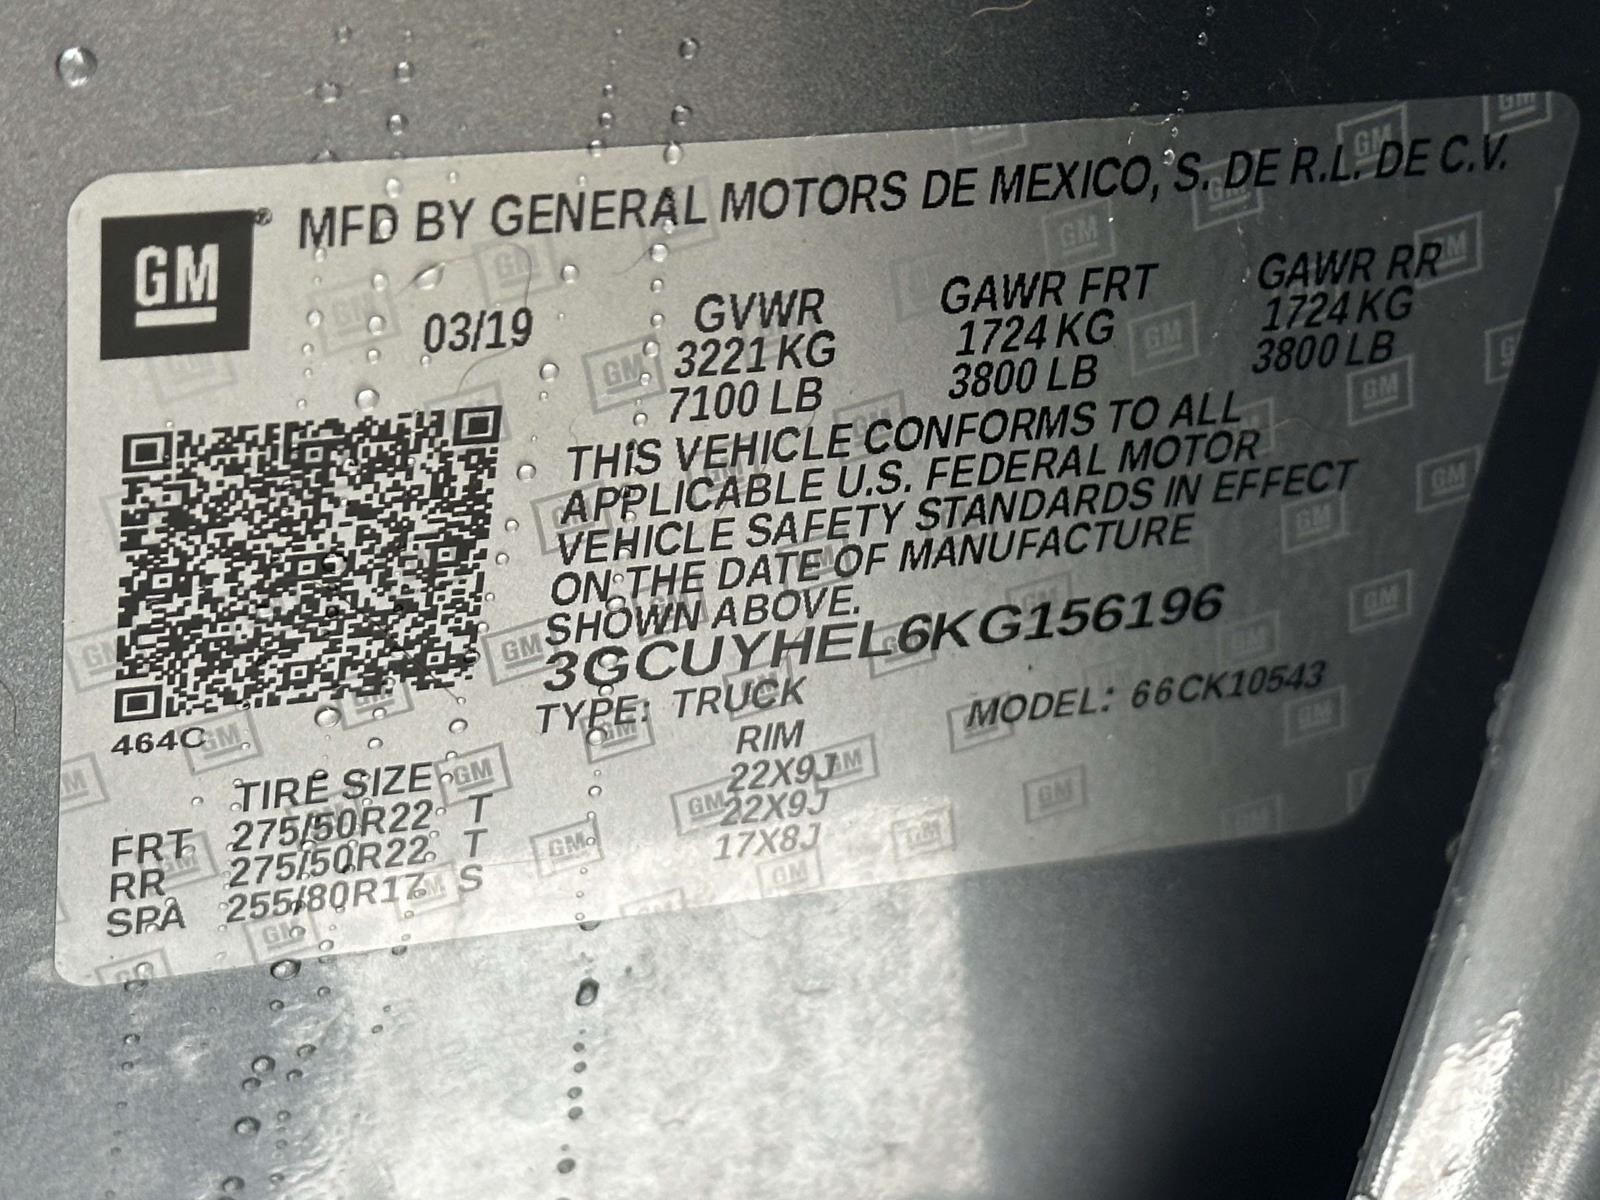 GM® MFD BY GENERAL MOTORS DE MEXICO, S. DE R.L. DE C.V.
03/19 GVWR GAWR FRT GAWR RR
3221 KG 1724 KG 1724 KG
7100 LB 3800 LB 3800 LB
THIS VEHICLE CONFORMS TO ALL
APPLICABLE U.S. FEDERAL MOTOR
VEHICLE SAFETY STANDARDS IN EFFECT
ON THE DATE OF MANUFACTURE
SHOWN ABOVE.
3GCUYHEL6KG156196
TYPE: TRUCK MODEL: 66CK10543
464C
TIRE SIZE RIM
FRT 275/50R22 T 22X9J
RR 275/50R22 T 22X9J
SPA 255/80R17 S 17X8J